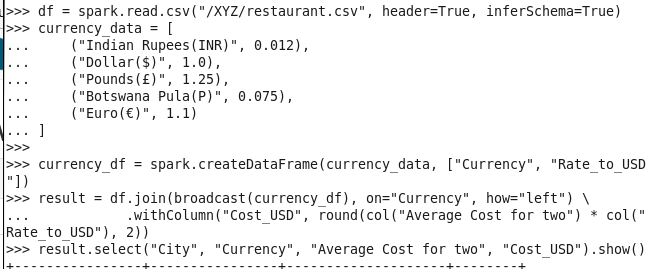 >>> df = spark.read.csv("/XYZ/restaurant.csv", header=True, inferSchema=True)
>>> currency_data = [
...     ("Indian Rupees(INR)", 0.012),
...     ("Dollar($)", 1.0),
...     ("Pounds(£)", 1.25),
...     ("Botswana Pula(P)", 0.075),
...     ("Euro(€)", 1.1)
... ]
>>>
>>> currency_df = spark.createDataFrame(currency_data, ["Currency", "Rate_to_USD
"])
>>> result = df.join(broadcast(currency_df), on="Currency", how="left") \
...            .withColumn("Cost_USD", round(col("Average Cost for two") * col("
Rate_to_USD"), 2))
>>> result.select("City", "Currency", "Average Cost for two", "Cost_USD").show()
+----------------+----------------+--------------------+--------+